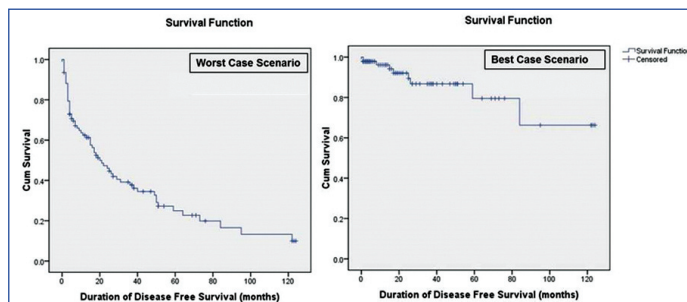 Survival Function
Worst Case Scenario
Cum Survival
1.0
0.8
0.6
0.4
0.2
0.0
0 20 40 60 80 100 120
Duration of Disease Free Survival (months)
Survival Function
Best Case Scenario
Survival Function
Censored
Cum Survival
1.0
0.8
0.6
0.4
0.2
0.0
0 20 40 60 80 100 120
Duration of Disease Free Survival (months)